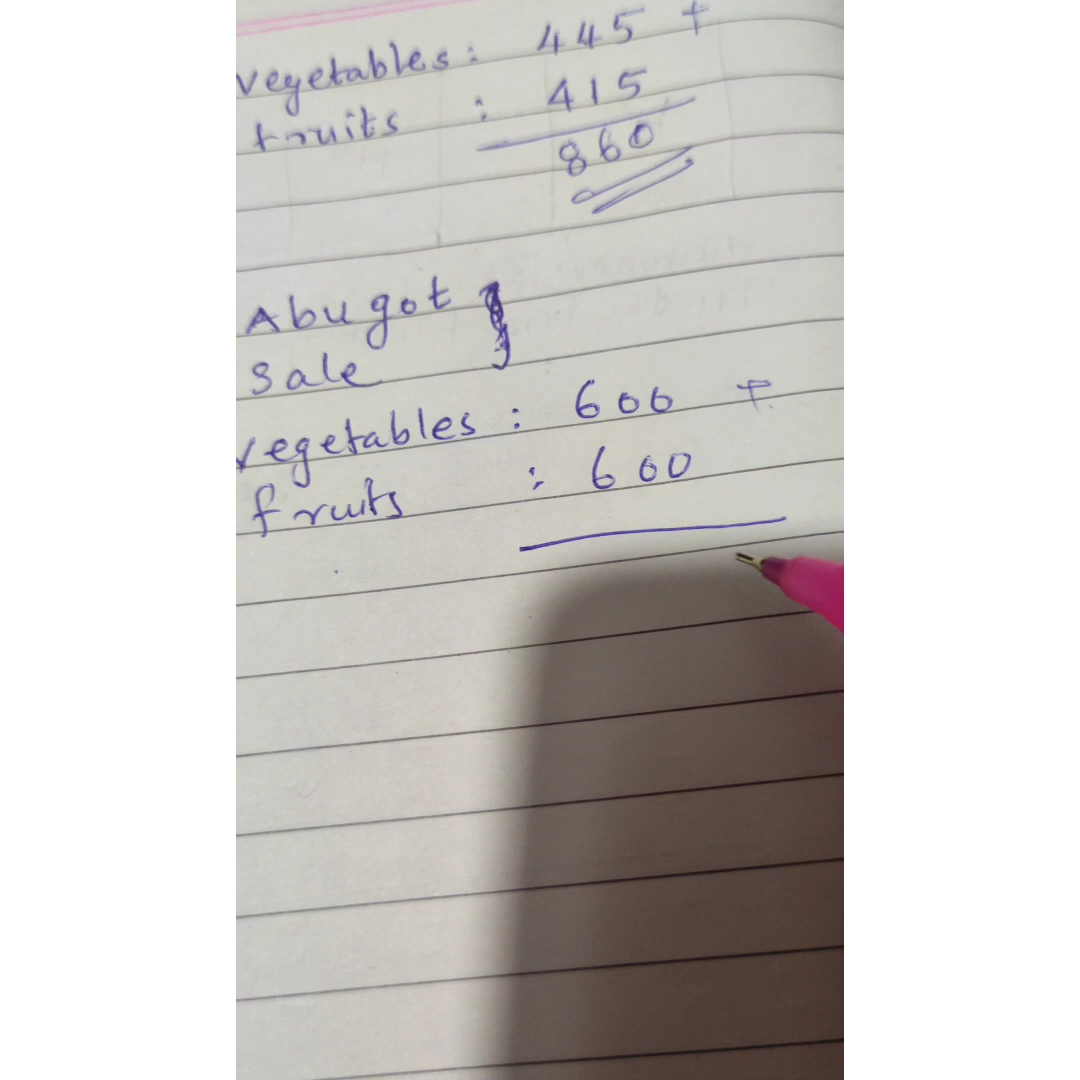 vegetables: 445 +
fruits : 415
860
Abu got
sale
vegetables : 600 +
fruits : 600